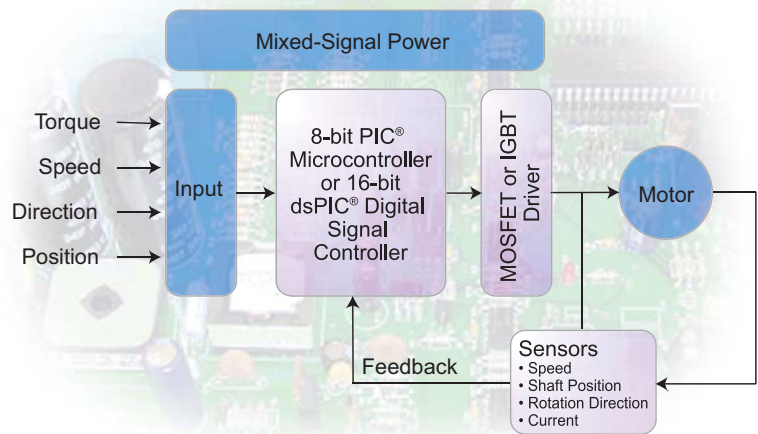 Mixed-Signal Power
Torque
Speed
Direction
Position
Input
8-bit PIC®
Microcontroller
or 16-bit
dsPIC® Digital
Signal
Controller
MOSFET or IGBT
Driver
Motor
Feedback
Sensors
• Speed
• Shaft Position
• Rotation Direction
• Current